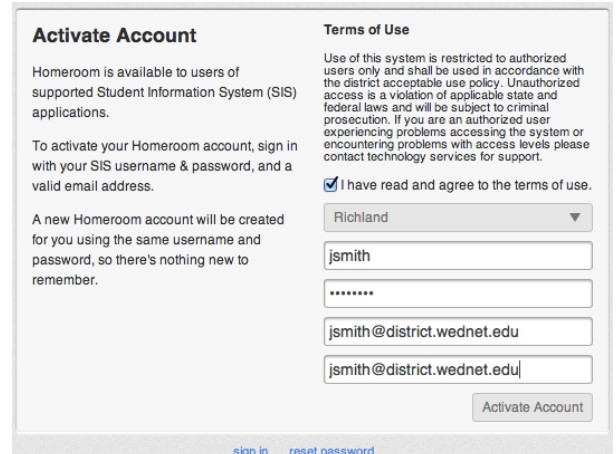 Activate Account
Homeroom is available to users of
supported Student Information System (SIS)
applications.
To activate your Homeroom account, sign in
with your SIS username & password, and a
valid email address.
A new Homeroom account will be created
for you using the same username and
password, so there's nothing new to
remember.
Terms of Use
Use of this system is restricted to authorized
users only and shall be used in accordance with
the district acceptable use policy. Unauthorized
access is a violation of applicable state and
federal laws and will be subject to criminal
prosecution. If you are an authorized user
experiencing problems accessing the system or
encountering problems with access levels please
contact technology services for support.
I have read and agree to the terms of use.
Richland
jsmith
••••••••
jsmith@district.wednet.edu
jsmith@district.wednet.edu
Activate Account
sign in reset password